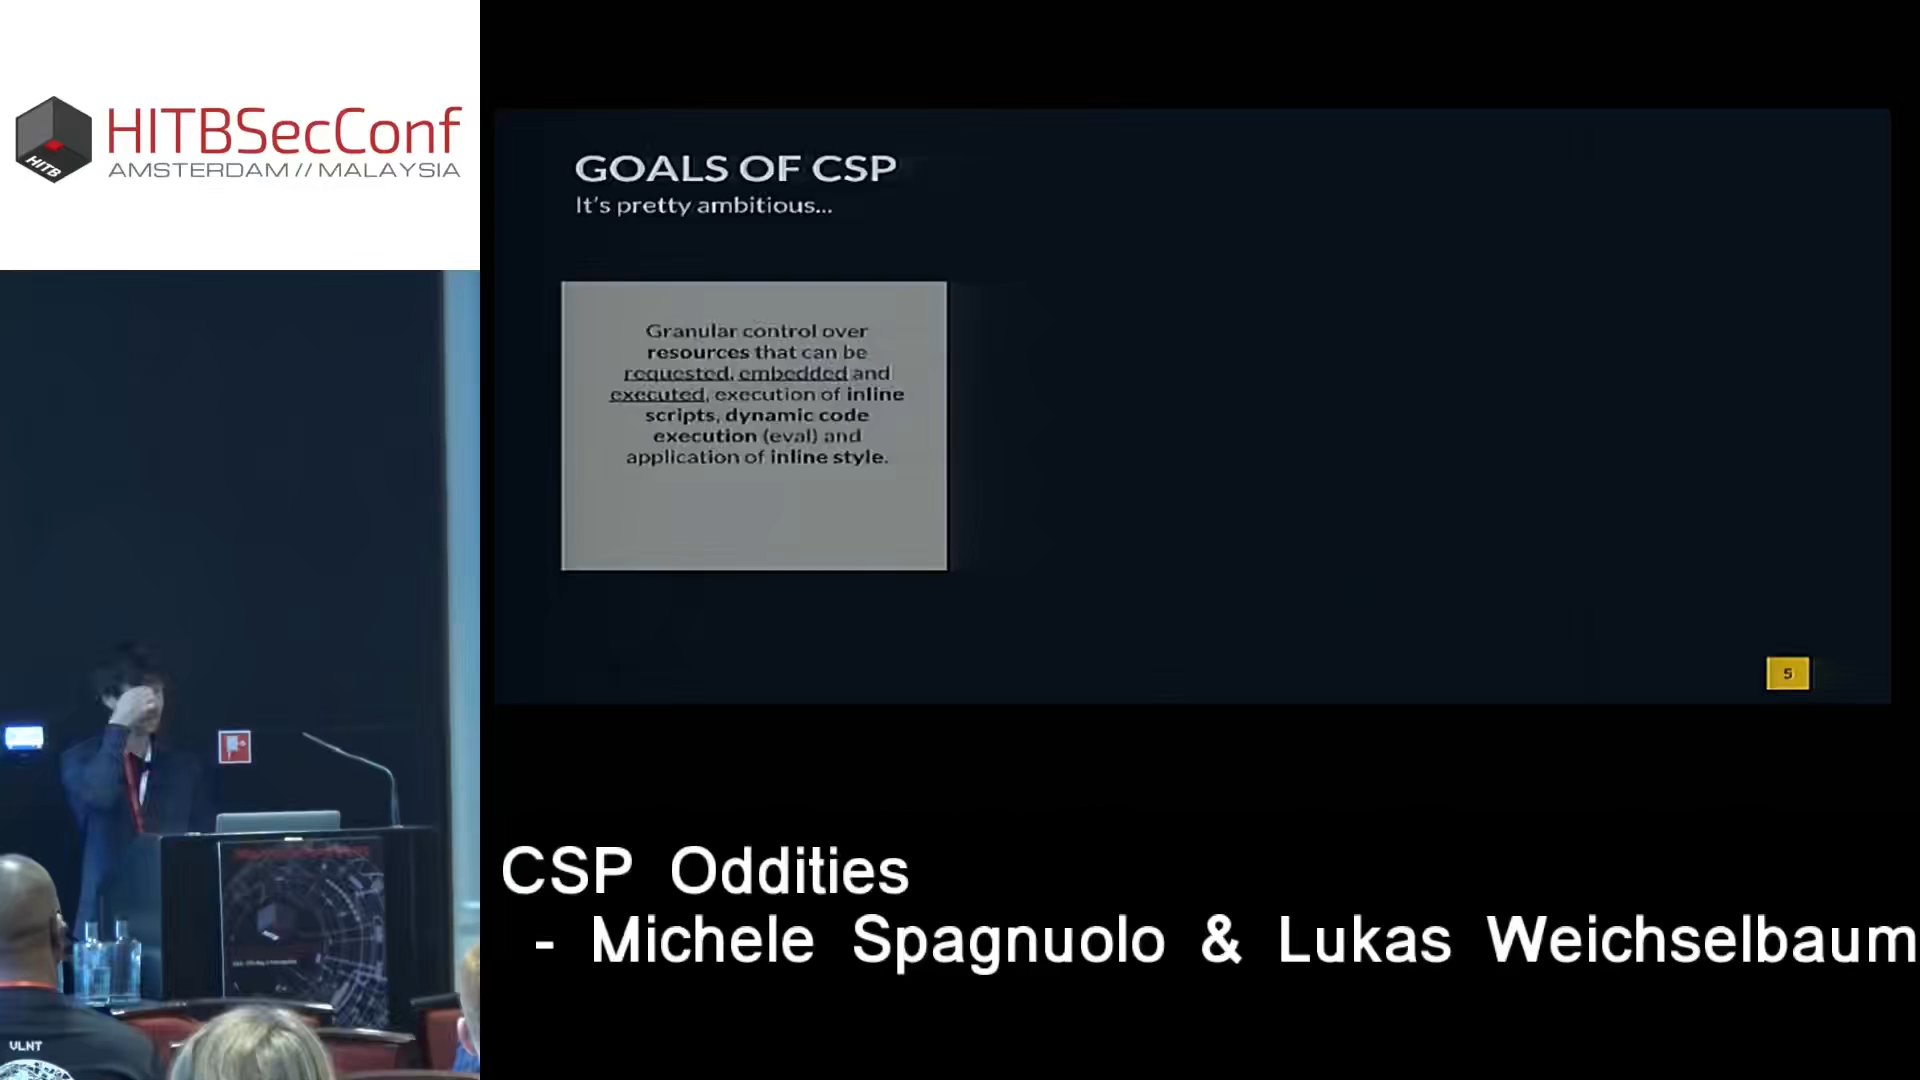 HITBSecConf
AMSTERDAM // MALAYSIA
HITB
GOALS OF CSP
It's pretty ambitious...
Granular control over
resources that can be
requested, embedded and
executed, execution of inline
scripts, dynamic code
execution (eval) and
application of inline style.
5
VLNT
CSP Oddities
- Michele Spagnuolo & Lukas Weichselbaum